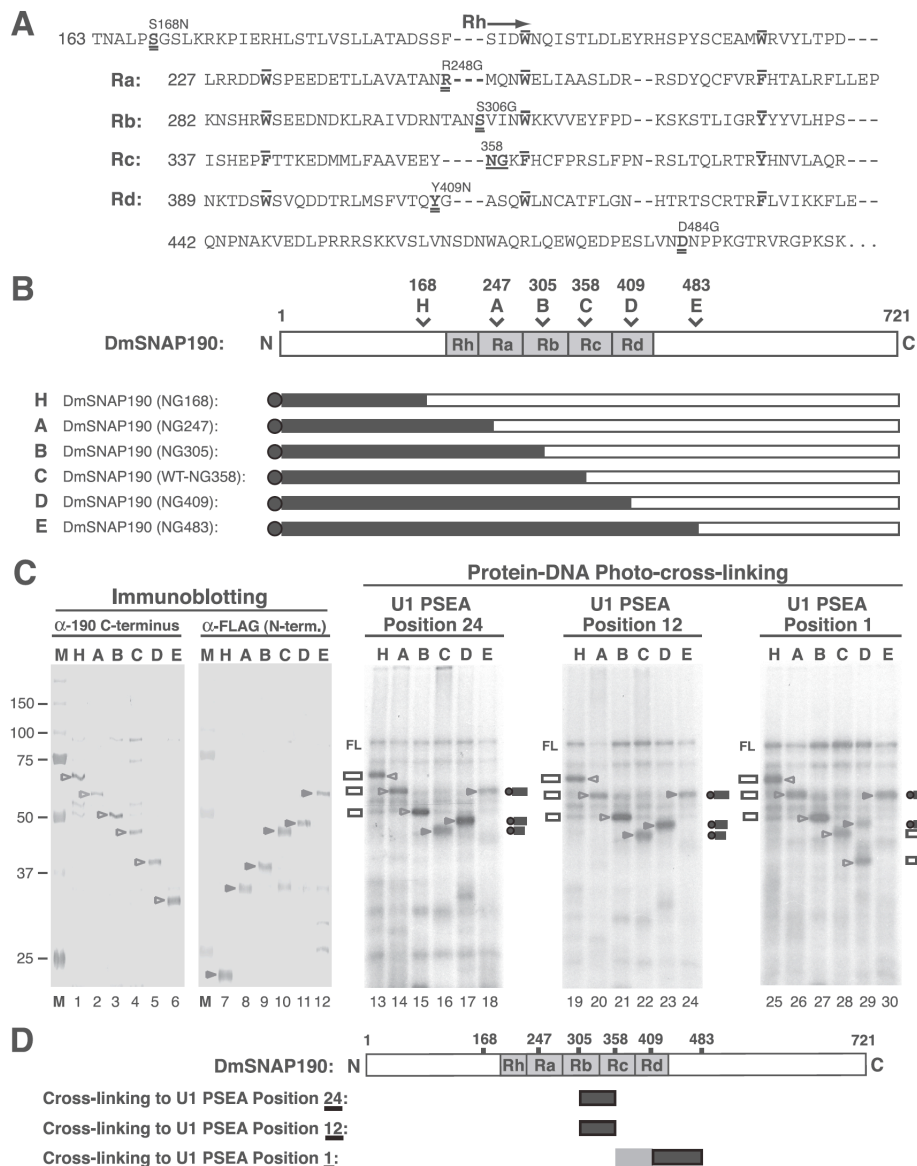 A
S168N
Rh
163 TNALPSGSLKRKPIERHLSTLVSLLATADSSF---SIDWNQISTLDLEYRHSPYSCEAMWRVYLTPD---
R248G
Ra: 227 LRRDDWSPEEDETLLAVATANR----MQNWELIAASLDR--RSDYQCFVRFHTALRFLLEP
S306G
Rb: 282 KNSHRWSEEDNDKLRAIVDRNTANSVINWKKVVEYFPD--KSKSTLIGRYYYVLHPS---
358
Rc: 337 ISHEPFTTKEDMMLFAAVEEY----NGKFHCFPRSLFPN--RSLTQLRTRYHNVLAQR---
Y409N
Rd: 389 NKTDSWSVQDDTRLMSFVTQYG---ASQWLNCATFLGN--HTRTSCRTRFLVIKKFLE--
D484G
442 QNPNAKVEDLPRRRSKKVSLVNSDNWAQRLQEWQEDPESLVNDNPPKGTRVRGPKSK...
B
168 247 305 358 409 483
H A B C D E
1 721
DmSNAP190: N Rh Ra Rb Rc Rd C
H DmSNAP190 (NG168):
A DmSNAP190 (NG247):
B DmSNAP190 (NG305):
C DmSNAP190 (WT-NG358):
D DmSNAP190 (NG409):
E DmSNAP190 (NG483):
C
Protein-DNA Photo-cross-linking
Immunoblotting
α-190 C-terminus α-FLAG (N-term.)
U1 PSEA Position 24
U1 PSEA Position 12
U1 PSEA Position 1
M H A B C D E M H A B C D E H A B C D E H A B C D E H A B C D E
150
100
75
50
37
25
FL FL FL
M 1 2 3 4 5 6 M 7 8 9 10 11 12 13 14 15 16 17 18 19 20 21 22 23 24 25 26 27 28 29 30
D
1 168 247 305 358 409 483 721
DmSNAP190: N Rh Ra Rb Rc Rd C
Cross-linking to U1 PSEA Position 24:
Cross-linking to U1 PSEA Position 12:
Cross-linking to U1 PSEA Position 1: